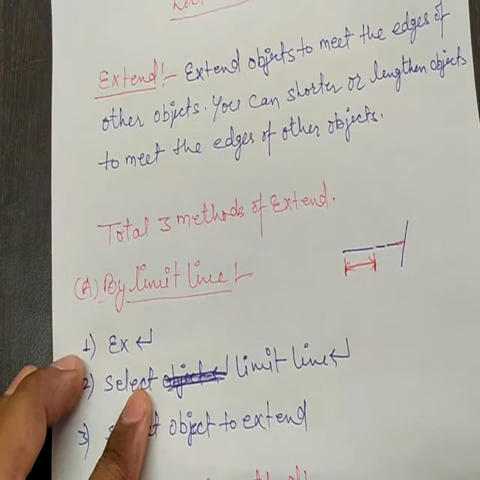 Extend:- Extend objects to meet the edges of
other objects. You can shorter or lengthen objects
to meet the edges of other objects.
Total 3 methods of Extend.
(A) By limit line:-
1) Ex ↵
2) Select limit line ↵
3) object to extend